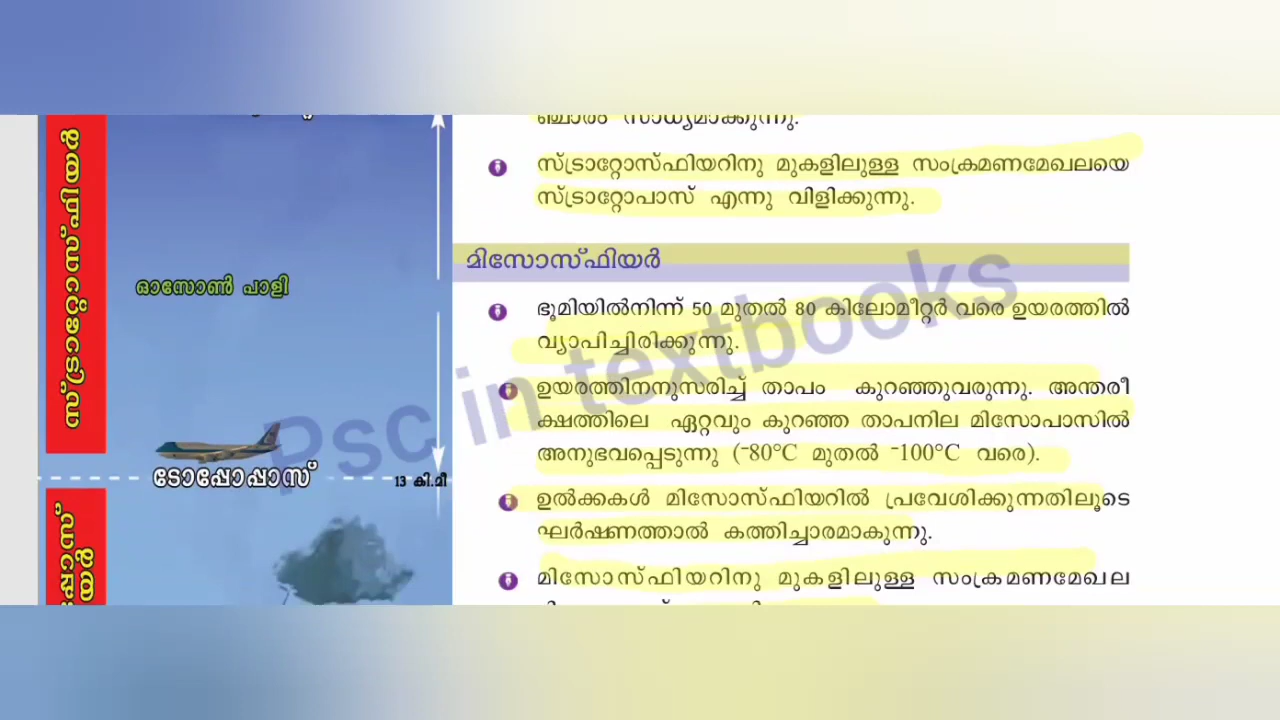 ഞ്ചാരം സാധ്യമാക്കുന്നു.
സ്ട്രാറ്റോസ്ഫിയറിനു മുകളിലുള്ള സംക്രമണമേഖലയെ
സ്ട്രാറ്റോപാസ് എന്നു വിളിക്കുന്നു.
മിസോസ്ഫിയർ
ഭൂമിയിൽനിന്ന് 50 മുതൽ 80 കിലോമീറ്റർ വരെ ഉയരത്തിൽ
വ്യാപിച്ചിരിക്കുന്നു.
ഉയരത്തിനനുസരിച്ച് താപം കുറഞ്ഞുവരുന്നു. അന്തരീ
ക്ഷത്തിലെ ഏറ്റവും കുറഞ്ഞ താപനില മിസോപാസിൽ
അനുഭവപ്പെടുന്നു (⁻80°C മുതൽ ⁻100°C വരെ).
ഉൽക്കകൾ മിസോസ്ഫിയറിൽ പ്രവേശിക്കുന്നതിലൂടെ
ഘർഷണത്താൽ കത്തിച്ചാരമാകുന്നു.
മിസോസ്ഫിയറിനു മുകളിലുള്ള സംക്രമണമേഖല
സ്ട്രാറ്റോസ്ഫിയർ
ഓസോൺ പാളി
ടോപ്പോപ്പാസ്
13 കി.മീ
Psc in textbooks